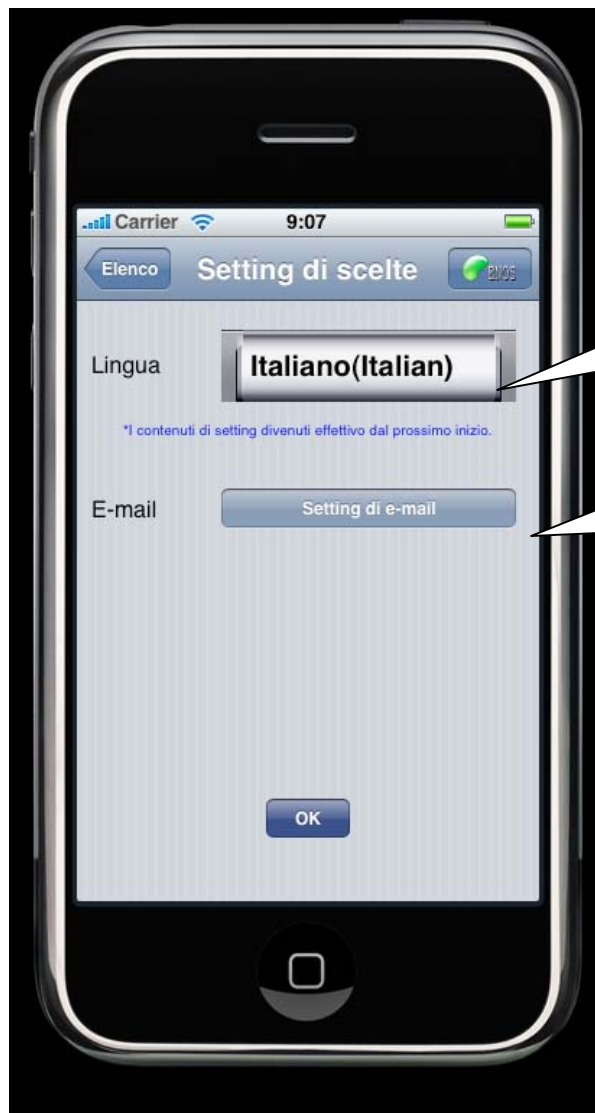 Carrier 9:07
Elenco Setting di scelte BNOS
Lingua Italiano(Italian)
*I contenuti di setting divenuti effettivo dal prossimo inizio.
E-mail Setting di e-mail
OK